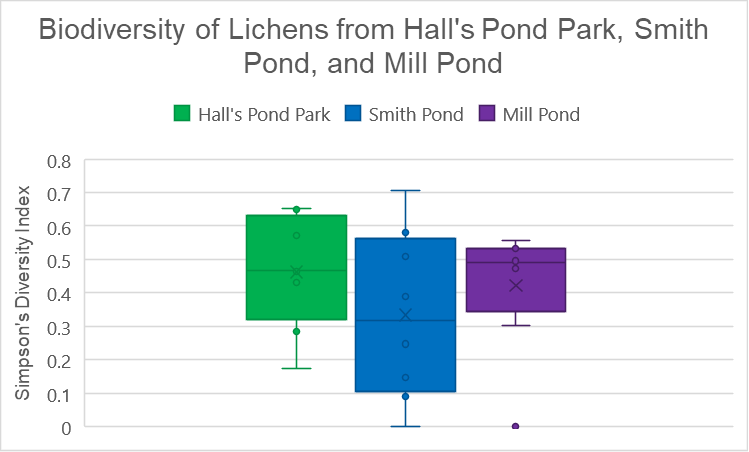 Biodiversity of Lichens from Hall's Pond Park, Smith
Pond, and Mill Pond
Hall's Pond Park Smith Pond Mill Pond
Simpson's Diversity Index
0.8
0.7
0.6
0.5
0.4
0.3
0.2
0.1
0